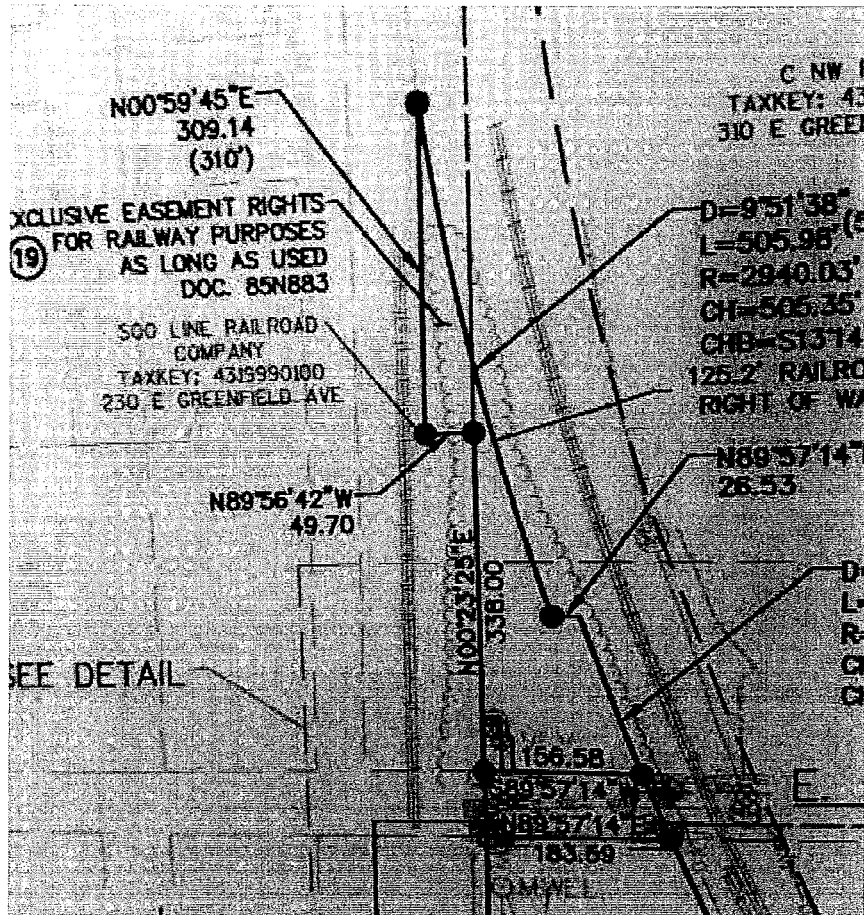 N00°59'45"E
309.14
(310')
C NW
TAXKEY:
310 E
XCLUSIVE EASEMENT RIGHTS
19 FOR RAILWAY PURPOSES
AS LONG AS USED
DOC. 85N883
D=9°51'38"
L=505.98'
R=2940.03'
CH=505.35'
CHB=S13°14
125.2' RAILRO
RIGHT OF WA
SOO LINE RAILROAD
COMPANY
TAXKEY: 4319990100
230 E GREENFIELD AVE
N89°57'14"
26.53
N89°56'42"W
49.70
N00°23'25"E
338.00
D=
L=
R=
SEE DETAIL
156.58
S89°57'14"W
E.
N89°57'14"E
183.69